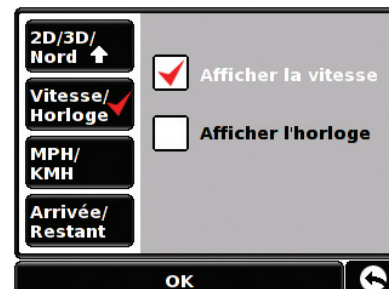 2D/3D/
Nord
Vitesse/
Horloge
MPH/
KMH
Arrivée/
Restant
Afficher la vitesse
Afficher l'horloge
OK